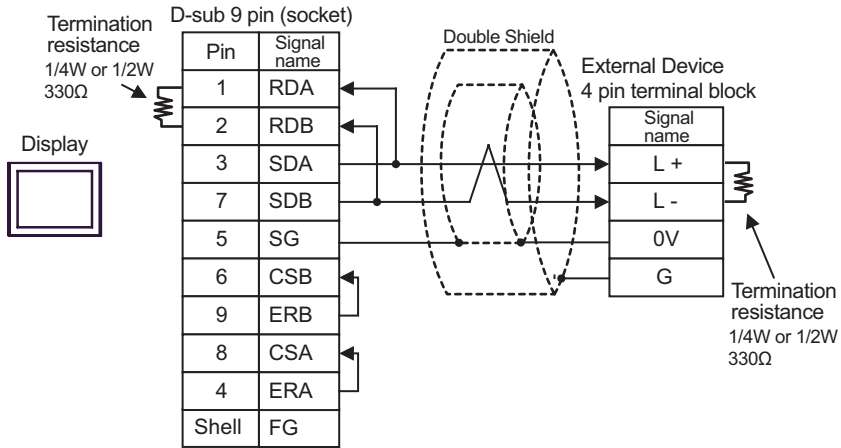 D-sub 9 pin (socket)
Termination
resistance
1/4W or 1/2W
330Ω
Display
Pin Signal name
1 RDA
2 RDB
3 SDA
7 SDB
5 SG
6 CSB
9 ERB
8 CSA
4 ERA
Shell FG
Double Shield
External Device
4 pin terminal block
Signal
name
L +
L -
0V
G
Termination
resistance
1/4W or 1/2W
330Ω